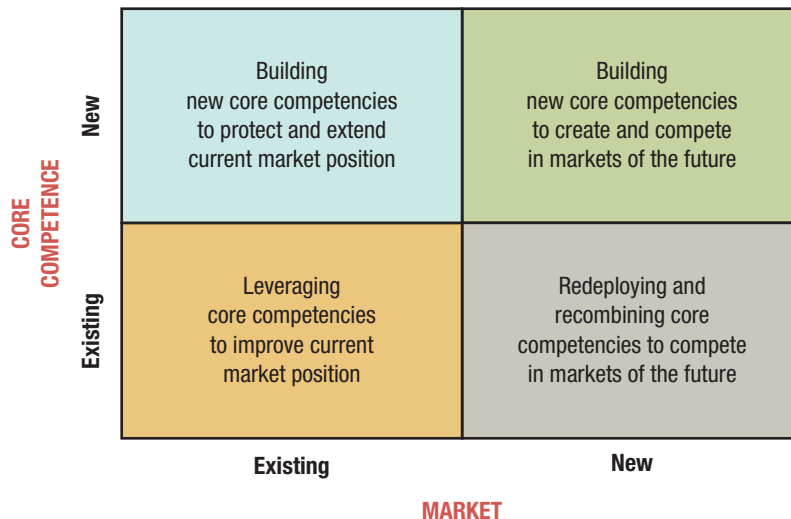 CORE
COMPETENCE
New
Building
new core competencies
to protect and extend
current market position
Building
new core competencies
to create and compete
in markets of the future
Existing
Leveraging
core competencies
to improve current
market position
Redeploying and
recombining core
competencies to compete
in markets of the future
Existing
New
MARKET